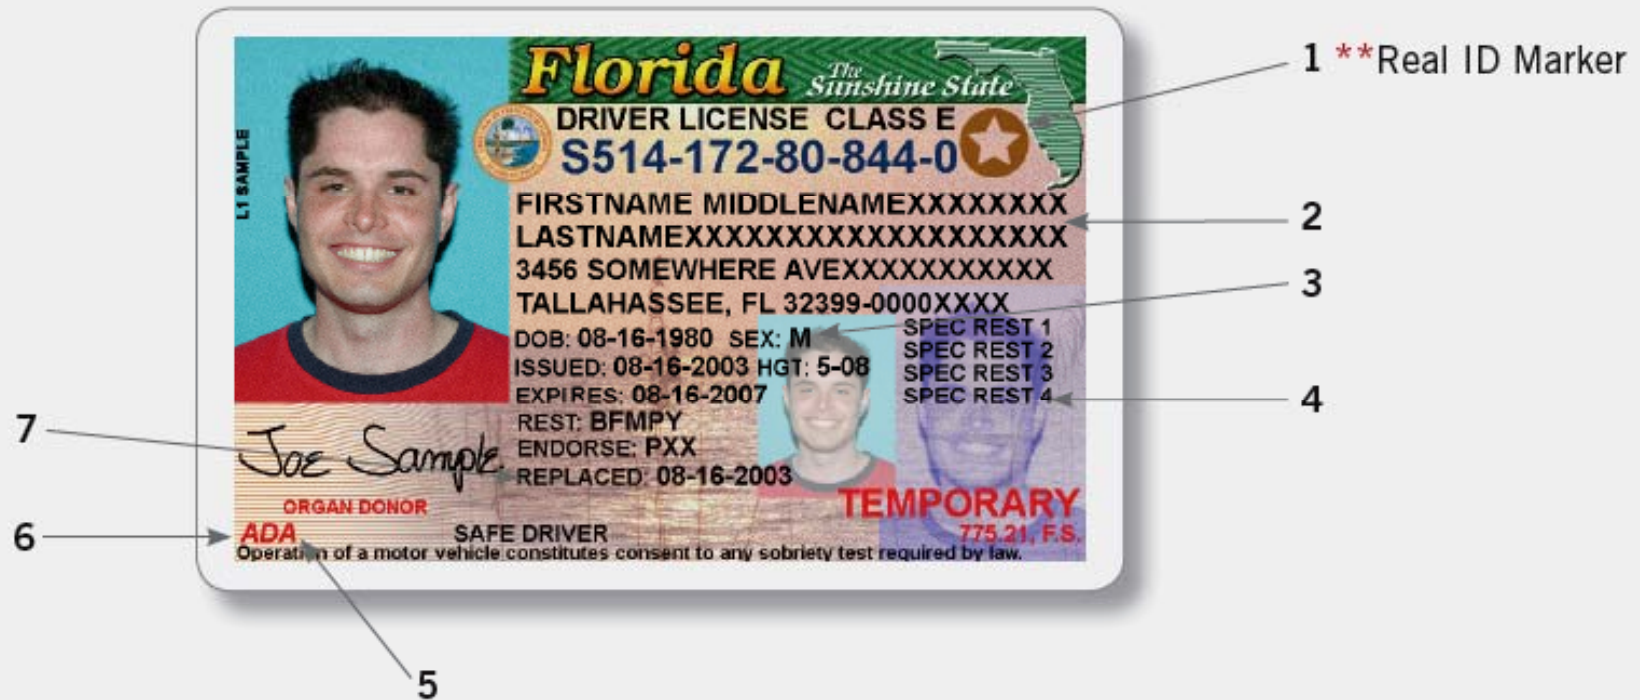 1 **Real ID Marker
Florida The Sunshine State
DRIVER LICENSE CLASS E
S514-172-80-844-0
L1 SAMPLE
FIRSTNAME MIDDLENAMEXXXXXXXX
2
LASTNAMEXXXXXXXXXXXXXXXXXXX
3456 SOMEWHERE AVEXXXXXXXXXXX
3
TALLAHASSEE, FL 32399-0000XXXX
DOB: 08-16-1980 SEX: M
SPEC REST 1
SPEC REST 2
ISSUED: 08-16-2003 HGT: 5-08
SPEC REST 3
EXPIRES: 08-16-2007
SPEC REST 4
4
REST: BFMPY
7
Joe Sample
ENDORSE: PXX
REPLACED: 08-16-2003
TEMPORARY
ORGAN DONOR
6
ADA
SAFE DRIVER
775.21, F.S.
Operation of a motor vehicle constitutes consent to any sobriety test required by law.
5